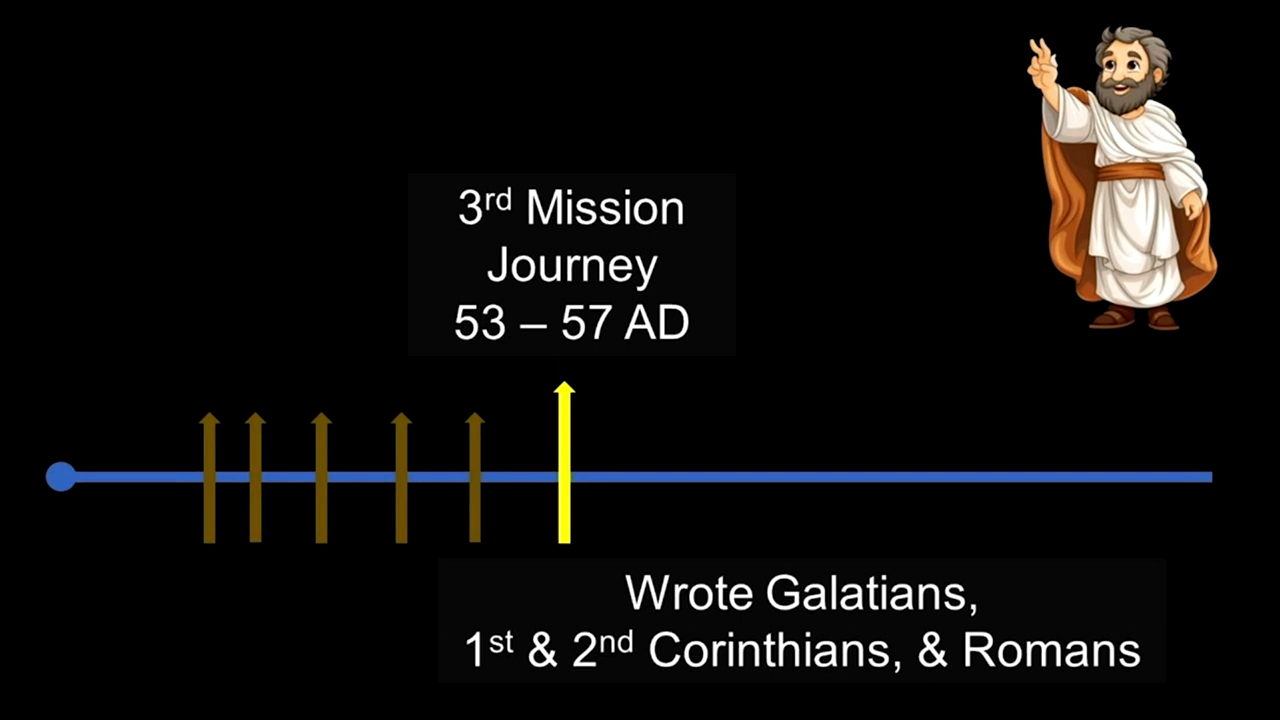 3rd Mission
Journey
53 – 57 AD
Wrote Galatians,
1st & 2nd Corinthians, & Romans